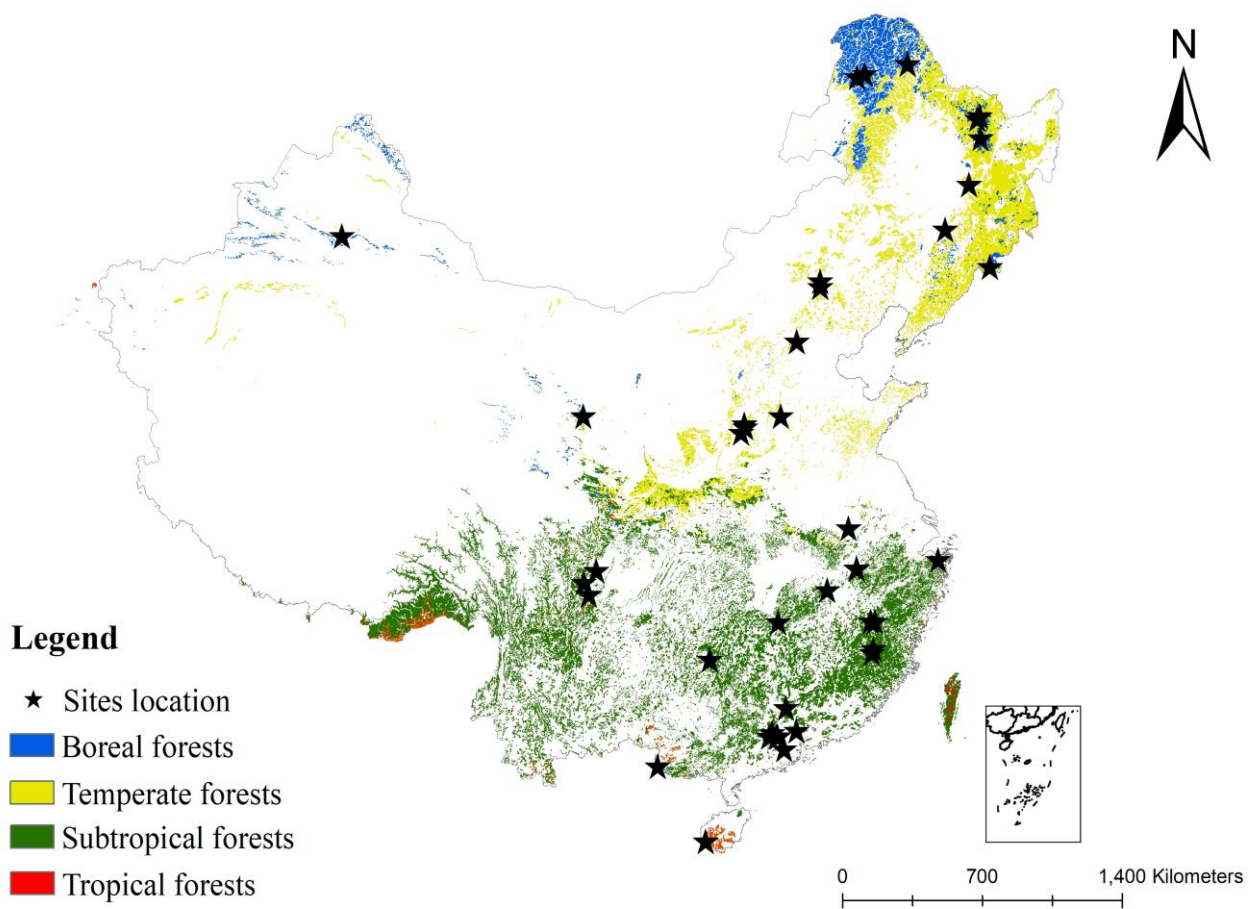 N
Legend
Sites location
Boreal forests
Temperate forests
Subtropical forests
Tropical forests
0 700 1,400 Kilometers